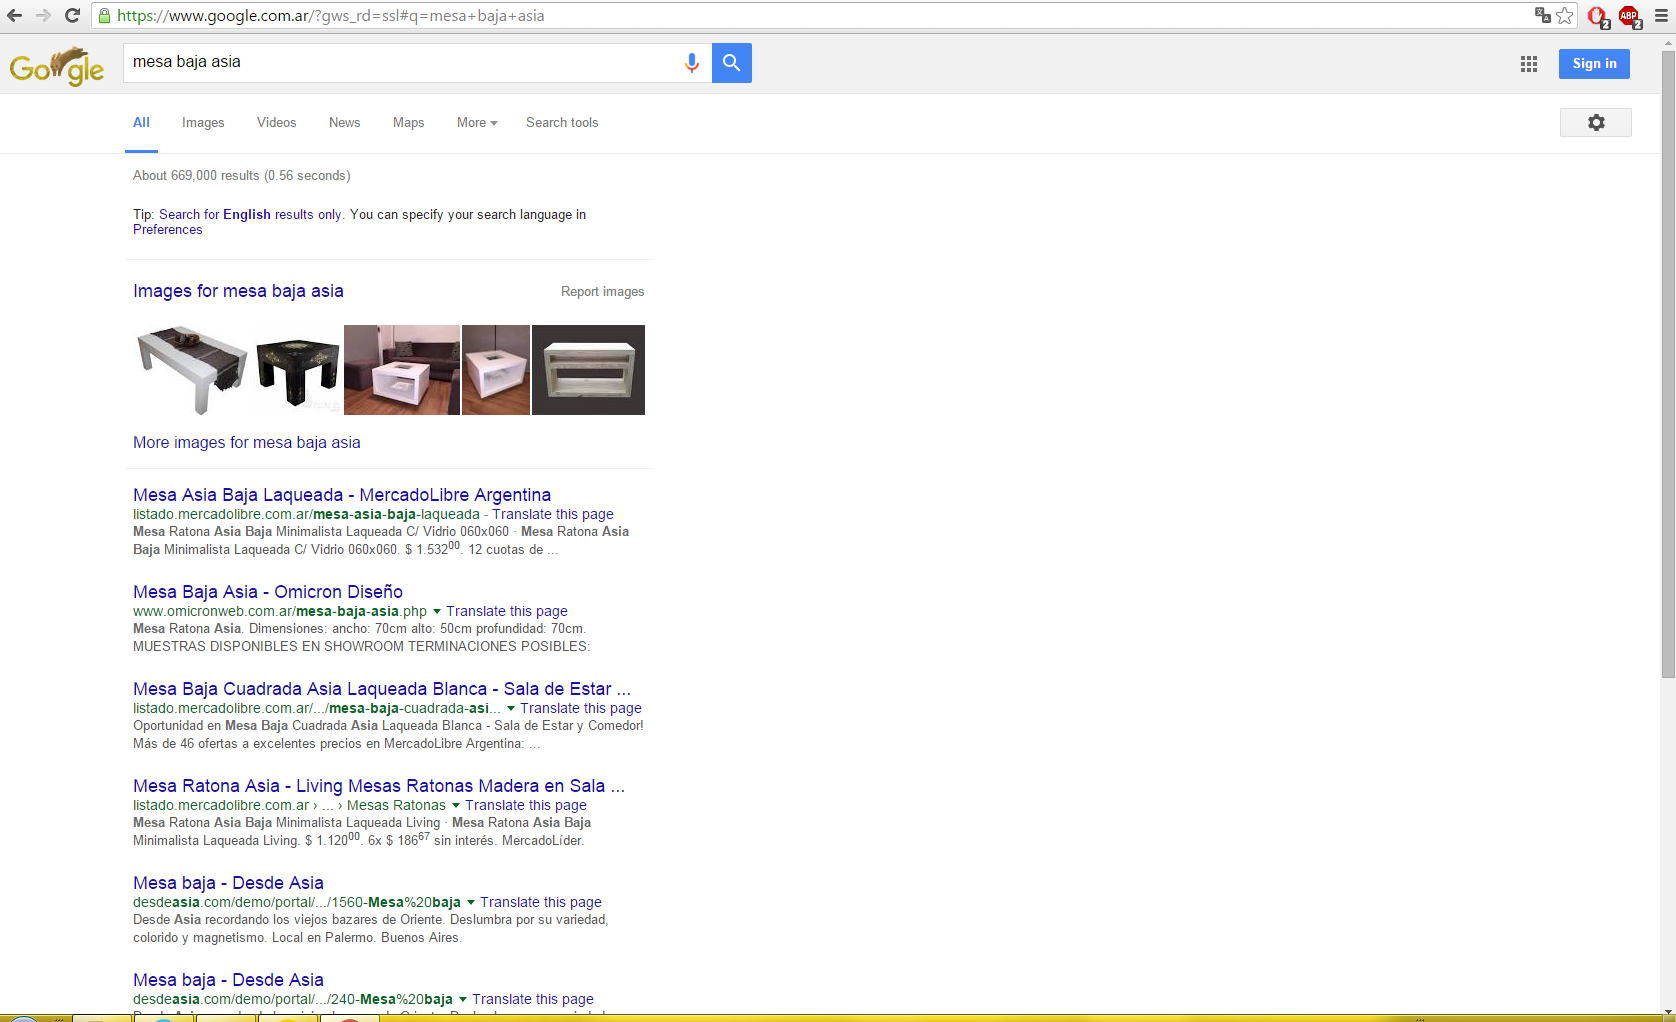 https://www.google.com.ar/?gws_rd=ssl#q=mesa+baja+asia
2
ABP
2
Google
mesa baja asia
Sign in
All Images Videos News Maps More Search tools
About 669,000 results (0.56 seconds)
Tip: Search for English results only. You can specify your search language in
Preferences
Images for mesa baja asia
Report images
More images for mesa baja asia
Mesa Asia Baja Laqueada - MercadoLibre Argentina
listado.mercadolibre.com.ar/mesa-asia-baja-laqueada - Translate this page
Mesa Ratona Asia Baja Minimalista Laqueada C/ Vidrio 060x060 · Mesa Ratona Asia
Baja Minimalista Laqueada C/ Vidrio 060x060. $ 1.53200. 12 cuotas de ...
Mesa Baja Asia - Omicron Diseño
www.omicronweb.com.ar/mesa-baja-asia.php Translate this page
Mesa Ratona Asia. Dimensiones: ancho: 70cm alto: 50cm profundidad: 70cm.
MUESTRAS DISPONIBLES EN SHOWROOM TERMINACIONES POSIBLES:
Mesa Baja Cuadrada Asia Laqueada Blanca - Sala de Estar ...
listado.mercadolibre.com.ar/.../mesa-baja-cuadrada-asi... Translate this page
Oportunidad en Mesa Baja Cuadrada Asia Laqueada Blanca - Sala de Estar y Comedor!
Más de 46 ofertas a excelentes precios en MercadoLibre Argentina: ...
Mesa Ratona Asia - Living Mesas Ratonas Madera en Sala ...
listado.mercadolibre.com.ar › ... › Mesas Ratonas Translate this page
Mesa Ratona Asia Baja Minimalista Laqueada Living · Mesa Ratona Asia Baja
Minimalista Laqueada Living. $ 1.12000. 6x $ 18667 sin interés. MercadoLíder.
Mesa baja - Desde Asia
desdeasia.com/demo/portal/.../1560-Mesa%20baja Translate this page
Desde Asia recordando los viejos bazares de Oriente. Deslumbra por su variedad,
colorido y magnetismo. Local en Palermo. Buenos Aires.
Mesa baja - Desde Asia
desdeasia.com/demo/portal/.../240-Mesa%20baja Translate this page